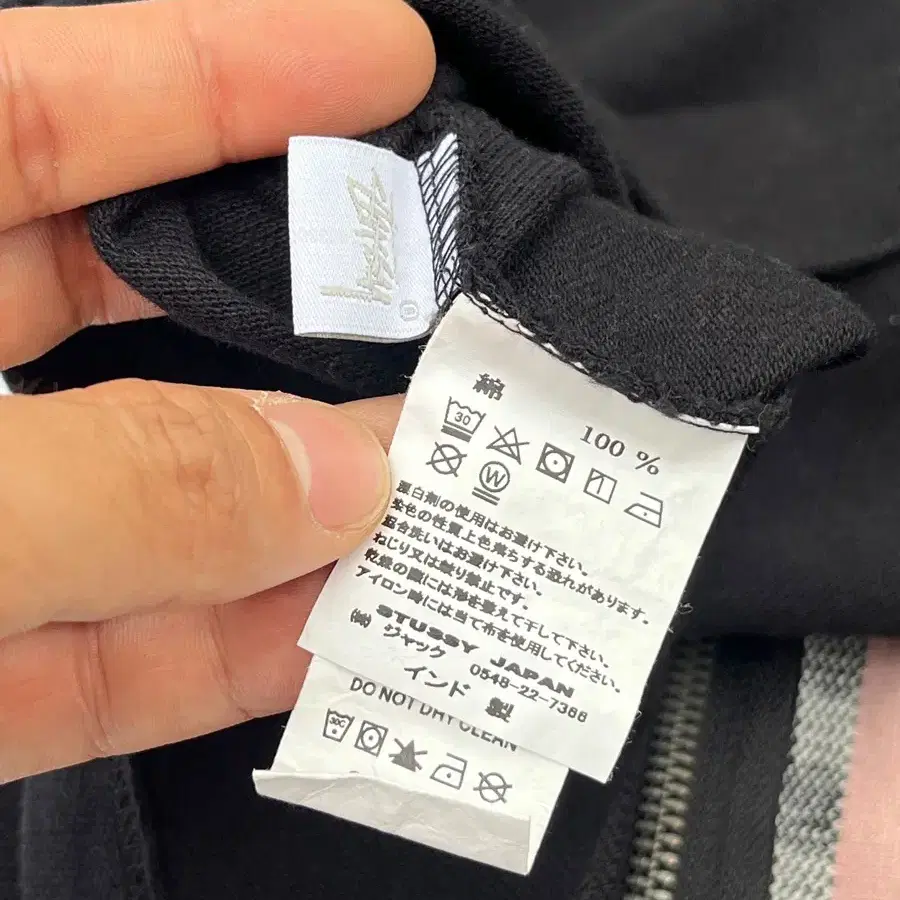 綿 100 %
30
W
漂白剤の使用はお避け下さい。
染色の性質上色落ちする恐れがあります。
混合洗いはお避け下さい。
ねじり又は絞り禁止です。
乾燥の際には形を整えて干して下さい。
アイロン時には当て布を使用してください。
㈱ STUSSY JAPAN
ジャック 0548-22-7366
インド 製
DO NOT DRY CLEAN
30C